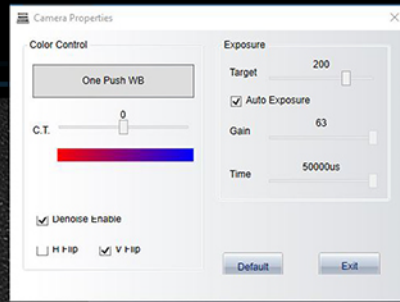 Camera Properties
Color Control
One Push WB
0
C.T.
Denoise Enable
H Flip
V Flip
Exposure
200
Target
Auto Exposure
63
Gain
50000us
Time
Default
Exit